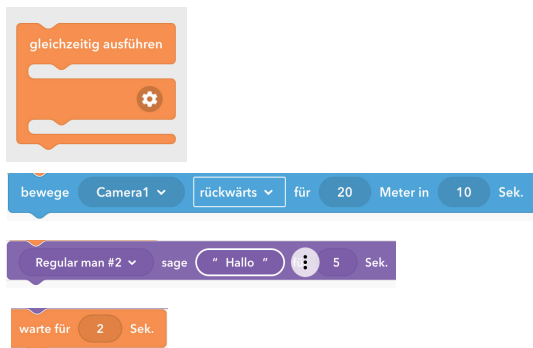 gleichzeitig ausführen
bewege Camera1 rückwärts für 20 Meter in 10 Sek.
Regular man #2 sage " Hallo " 5 Sek.
warte für 2 Sek.